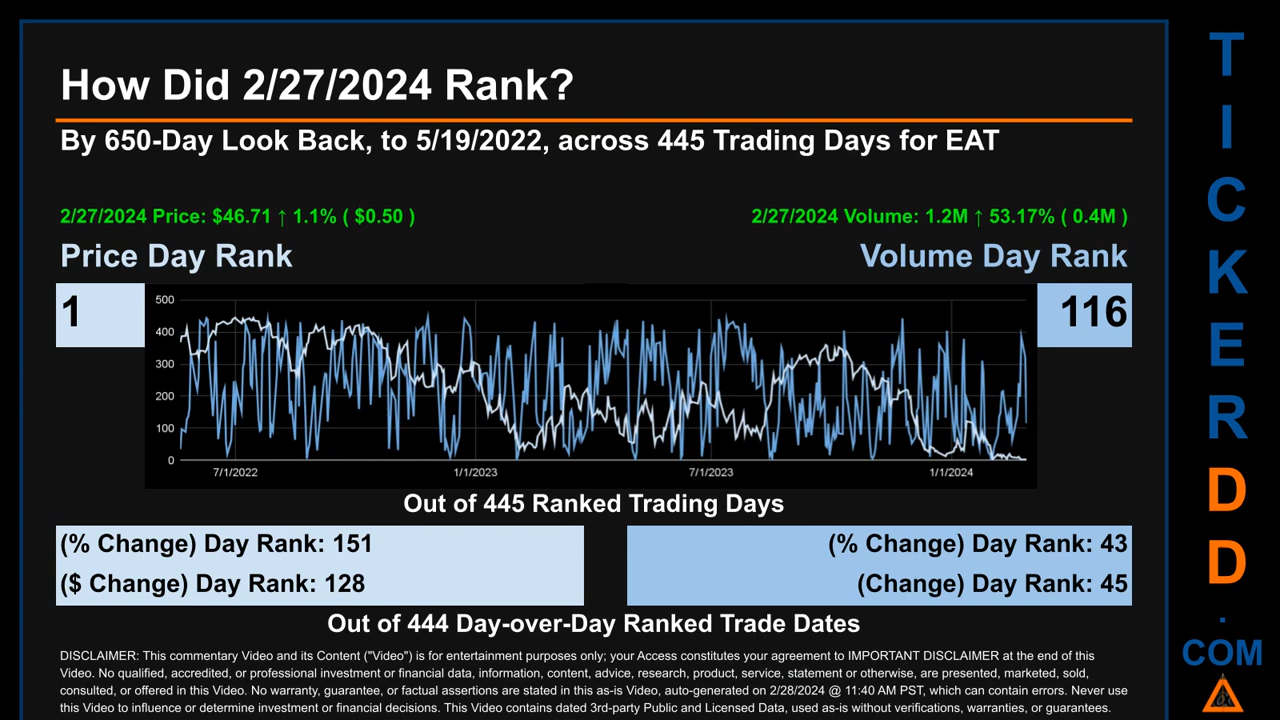 How Did 2/27/2024 Rank?
By 650-Day Look Back, to 5/19/2022, across 445 Trading Days for EAT
2/27/2024 Price: $46.71 ↑ 1.1% ( $0.50 )
2/27/2024 Volume: 1.2M ↑ 53.17% ( 0.4M )
Price Day Rank
Volume Day Rank
1
116
500
400
300
200
100
0
7/1/2022
1/1/2023
7/1/2023
1/1/2024
Out of 445 Ranked Trading Days
(% Change) Day Rank: 151
($ Change) Day Rank: 128
(% Change) Day Rank: 43
(Change) Day Rank: 45
Out of 444 Day-over-Day Ranked Trade Dates
DISCLAIMER: This commentary Video and its Content ("Video") is for entertainment purposes only; your Access constitutes your agreement to IMPORTANT DISCLAIMER at the end of this
Video. No qualified, accredited, or professional investment or financial data, information, content, advice, research, product, service, statement or otherwise, are presented, marketed, sold,
consulted, or offered in this Video. No warranty, guarantee, or factual assertions are stated in this as-is Video, auto-generated on 2/28/2024 @ 11:40 AM PST, which can contain errors. Never use
this Video to influence or determine investment or financial decisions. This Video contains dated 3rd-party Public and Licensed Data, used as-is without verifications, warranties, or guarantees.
T
I
C
K
E
R
D
D
.
COM